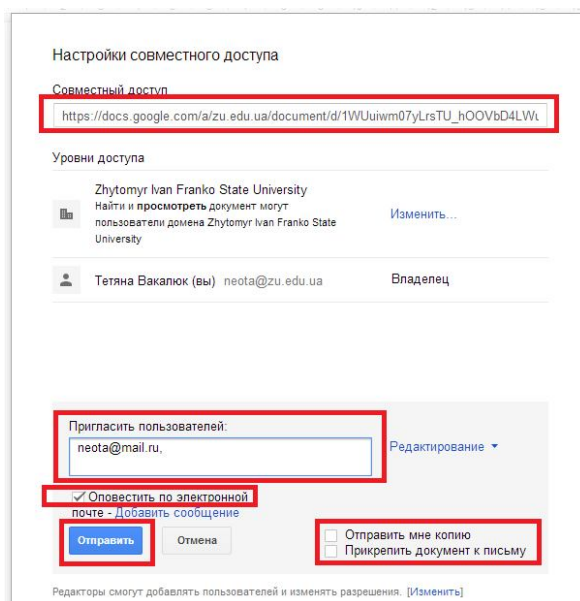 Настройки совместного доступа
Совместный доступ
https://docs.google.com/a/zu.edu.ua/document/d/1WUuiwm07yLrsTU_hOOVbD4LWu
Уровни доступа
Zhytomyr Ivan Franko State University
Найти и просмотреть документ могут
пользователи домена Zhytomyr Ivan Franko State
University
Изменить...
Тетяна Вакалюк (вы) neota@zu.edu.ua Владелец
Пригласить пользователей:
neota@mail.ru,
Редактирование
Оповестить по электронной
почте - Добавить сообщение
Отправить Отмена
Отправить мне копию
Прикрепить документ к письму
Редакторы смогут добавлять пользователей и изменять разрешения. [Изменить]